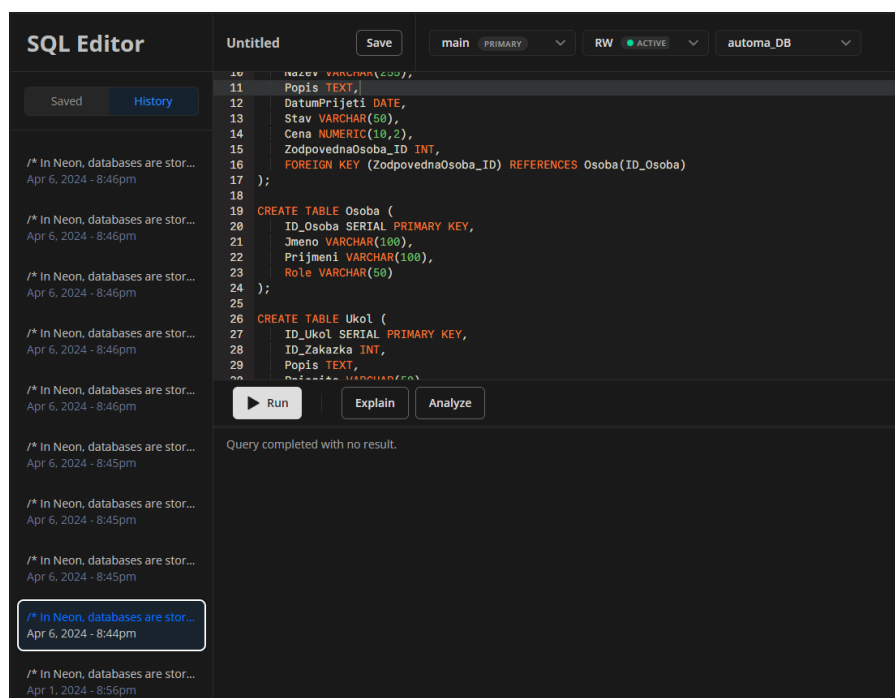 SQL Editor
Saved
History
/* In Neon, databases are stor...
Apr 6, 2024 - 8:46pm
/* In Neon, databases are stor...
Apr 6, 2024 - 8:46pm
/* In Neon, databases are stor...
Apr 6, 2024 - 8:46pm
/* In Neon, databases are stor...
Apr 6, 2024 - 8:46pm
/* In Neon, databases are stor...
Apr 6, 2024 - 8:46pm
/* In Neon, databases are stor...
Apr 6, 2024 - 8:45pm
/* In Neon, databases are stor...
Apr 6, 2024 - 8:45pm
/* In Neon, databases are stor...
Apr 6, 2024 - 8:45pm
/* In Neon, databases are stor...
Apr 6, 2024 - 8:44pm
/* In Neon, databases are stor...
Apr 1, 2024 - 8:56pm
Untitled
Save
main PRIMARY
RW ACTIVE
automa_DB
10 Nazev VARCHAR(255),
11 Popis TEXT,
12 DatumPrijeti DATE,
13 Stav VARCHAR(50),
14 Cena NUMERIC(10,2),
15 ZodpovednaOsoba_ID INT,
16 FOREIGN KEY (ZodpovednaOsoba_ID) REFERENCES Osoba(ID_Osoba)
17 );
18
19 CREATE TABLE Osoba (
20 ID_Osoba SERIAL PRIMARY KEY,
21 Jmeno VARCHAR(100),
22 Prijmeni VARCHAR(100),
23 Role VARCHAR(50)
24 );
25
26 CREATE TABLE Ukol (
27 ID_Ukol SERIAL PRIMARY KEY,
28 ID_Zakazka INT,
29 Popis TEXT,
30 Priorita VARCHAR(50)
Run
Explain
Analyze
Query completed with no result.